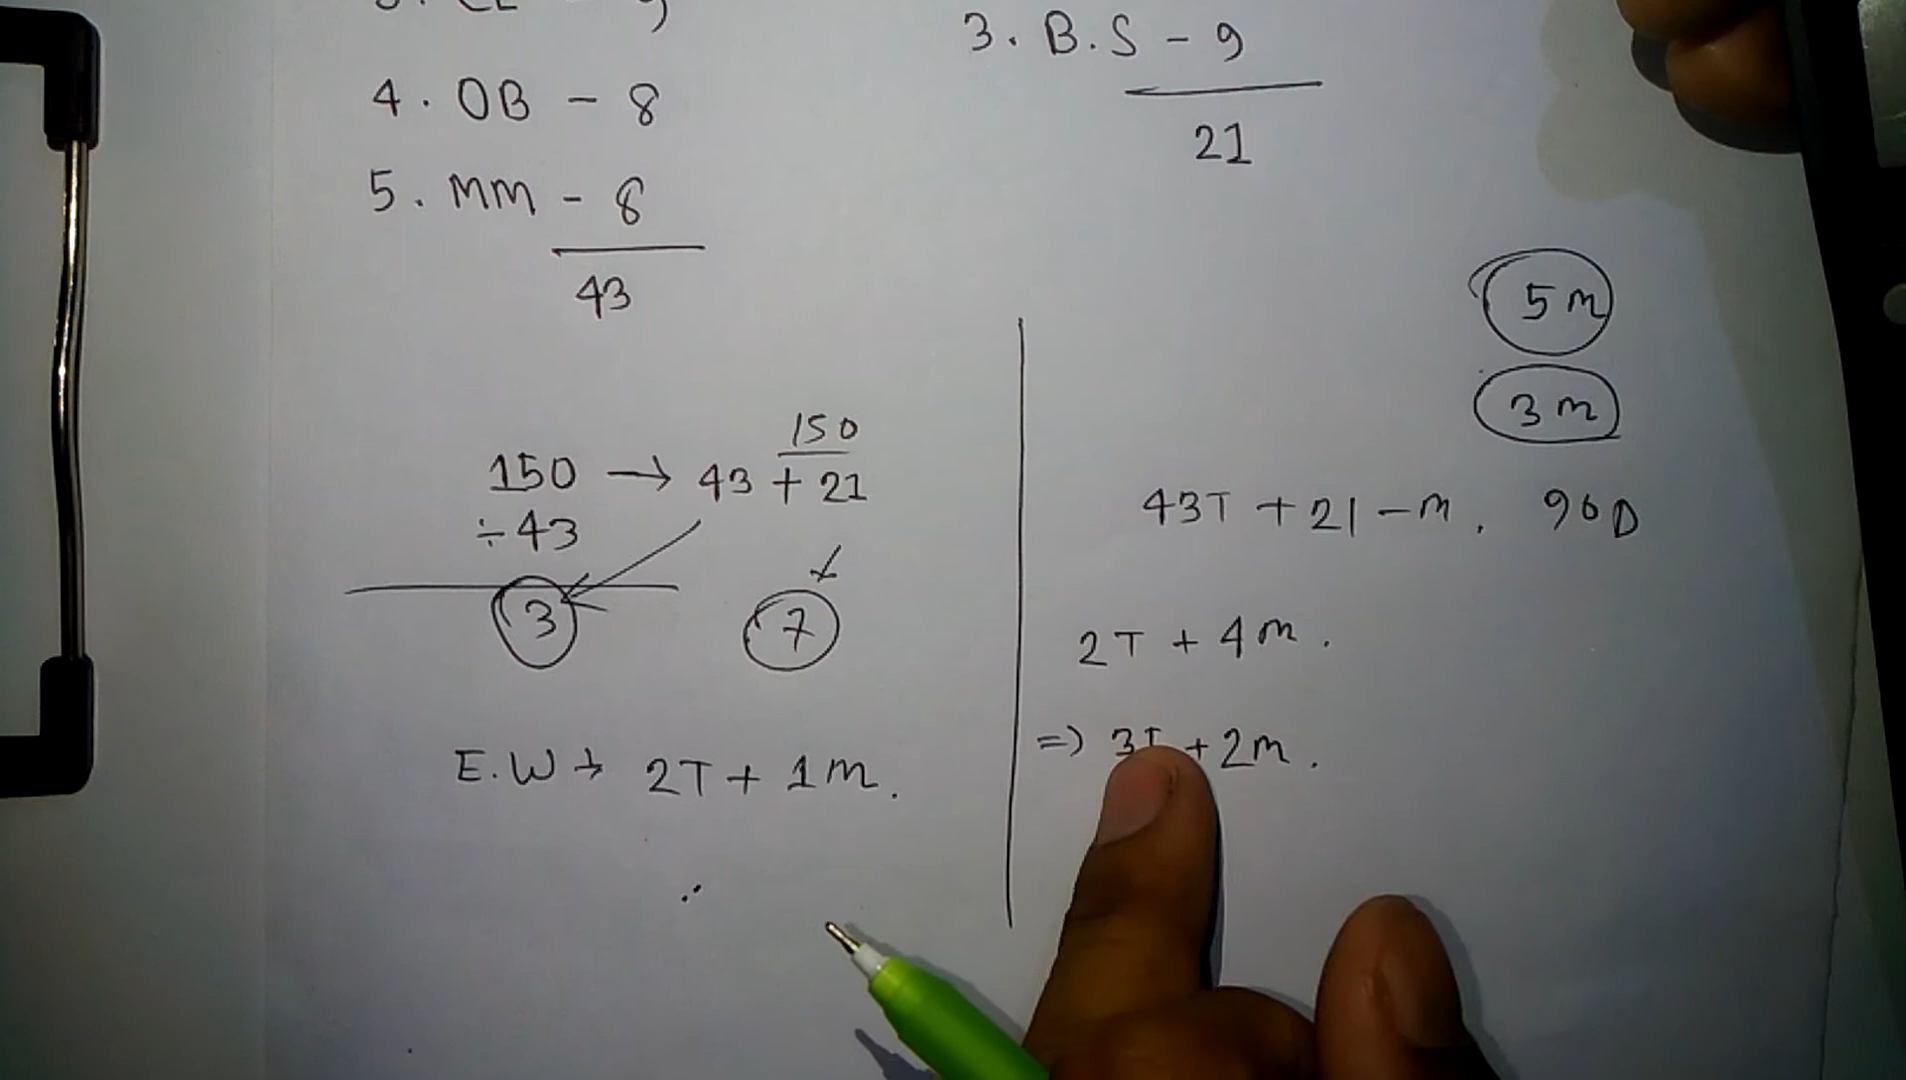 4. OB - 8
5. MM - 8
43
3. B.S - 9
21
150 → 43 + 21
150
÷ 43
3
7
E.W → 2T + 1m.
5m
3m
43T + 21 - m. 90D
2T + 4m.
=) 3T + 2m.